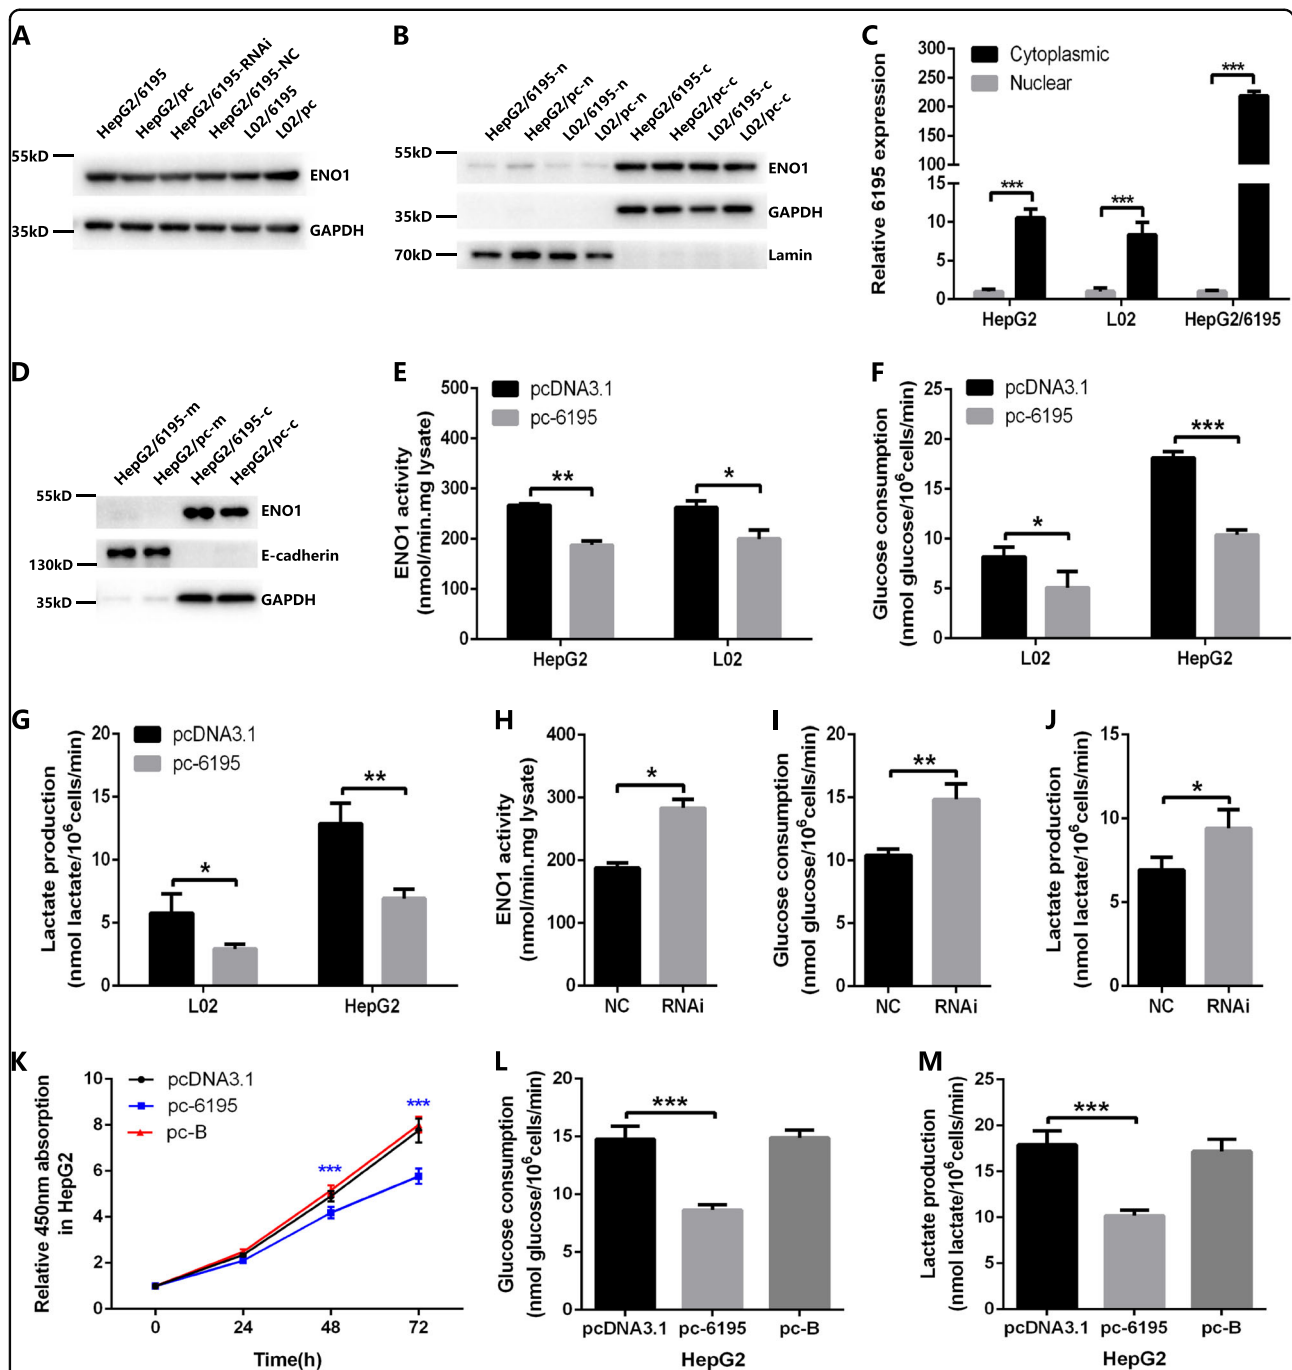 A
HepG2/6195
HepG2/pc
HepG2/6195-RNAi
HepG2/6195-NC
L02/6195
L02/pc
55kD
ENO1
35kD
GAPDH
B
HepG2/6195-n
HepG2/pc-n
L02/6195-n
L02/pc-n
HepG2/6195-c
HepG2/pc-c
L02/6195-c
L02/pc-c
55kD
ENO1
35kD
GAPDH
70kD
Lamin
C
Relative 6195 expression
300
250
200
150
100
15
10
5
0
Cytoplasmic
Nuclear
***
***
***
HepG2
L02
HepG2/6195
D
HepG2/6195-m
HepG2/pc-m
HepG2/6195-c
HepG2/pc-c
55kD
ENO1
E-cadherin
130kD
35kD
GAPDH
E
ENO1 activity
(nmol/min.mg lysate)
500
400
300
200
100
0
pcDNA3.1
pc-6195
**
*
HepG2
L02
F
Glucose consumption
(nmol glucose/10⁶cells/min)
25
20
15
10
5
0
pcDNA3.1
pc-6195
*
***
L02
HepG2
G
Lactate production
(nmol lactate/10⁶cells/min)
20
15
10
5
0
pcDNA3.1
pc-6195
*
**
L02
HepG2
H
ENO1 activity
(nmol/min.mg lysate)
400
300
200
100
0
*
NC
RNAi
I
Glucose consumption
(nmol glucose/10⁶cells/min)
20
15
10
5
0
**
NC
RNAi
J
Lactate production
(nmol lactate/10⁶cells/min)
15
10
5
0
*
NC
RNAi
K
Relative 450nm absorption
in HepG2
10
8
6
4
2
0
pcDNA3.1
pc-6195
pc-B
***
***
0
24
48
72
Time(h)
L
Glucose consumption
(nmol glucose/10⁶cells/min)
20
15
10
5
0
***
pcDNA3.1
pc-6195
pc-B
HepG2
M
Lactate production
(nmol lactate/10⁶cells/min)
25
20
15
10
5
0
***
pcDNA3.1
pc-6195
pc-B
HepG2